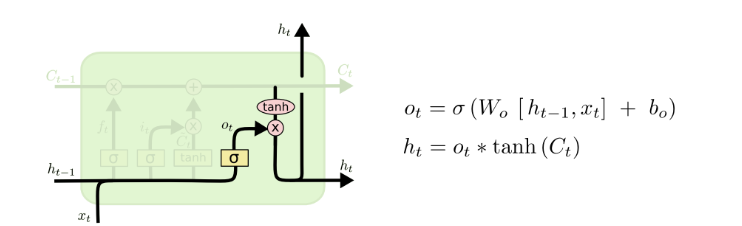 h_t
C_{t-1}
C_t
x
+
tanh
f_t
i_t
o_t
x
x
C̃_t
σ
σ
tanh
σ
h_{t-1}
h_t
x_t
o_t = σ (W_o [h_{t-1}, x_t] + b_o)
h_t = o_t * tanh (C_t)